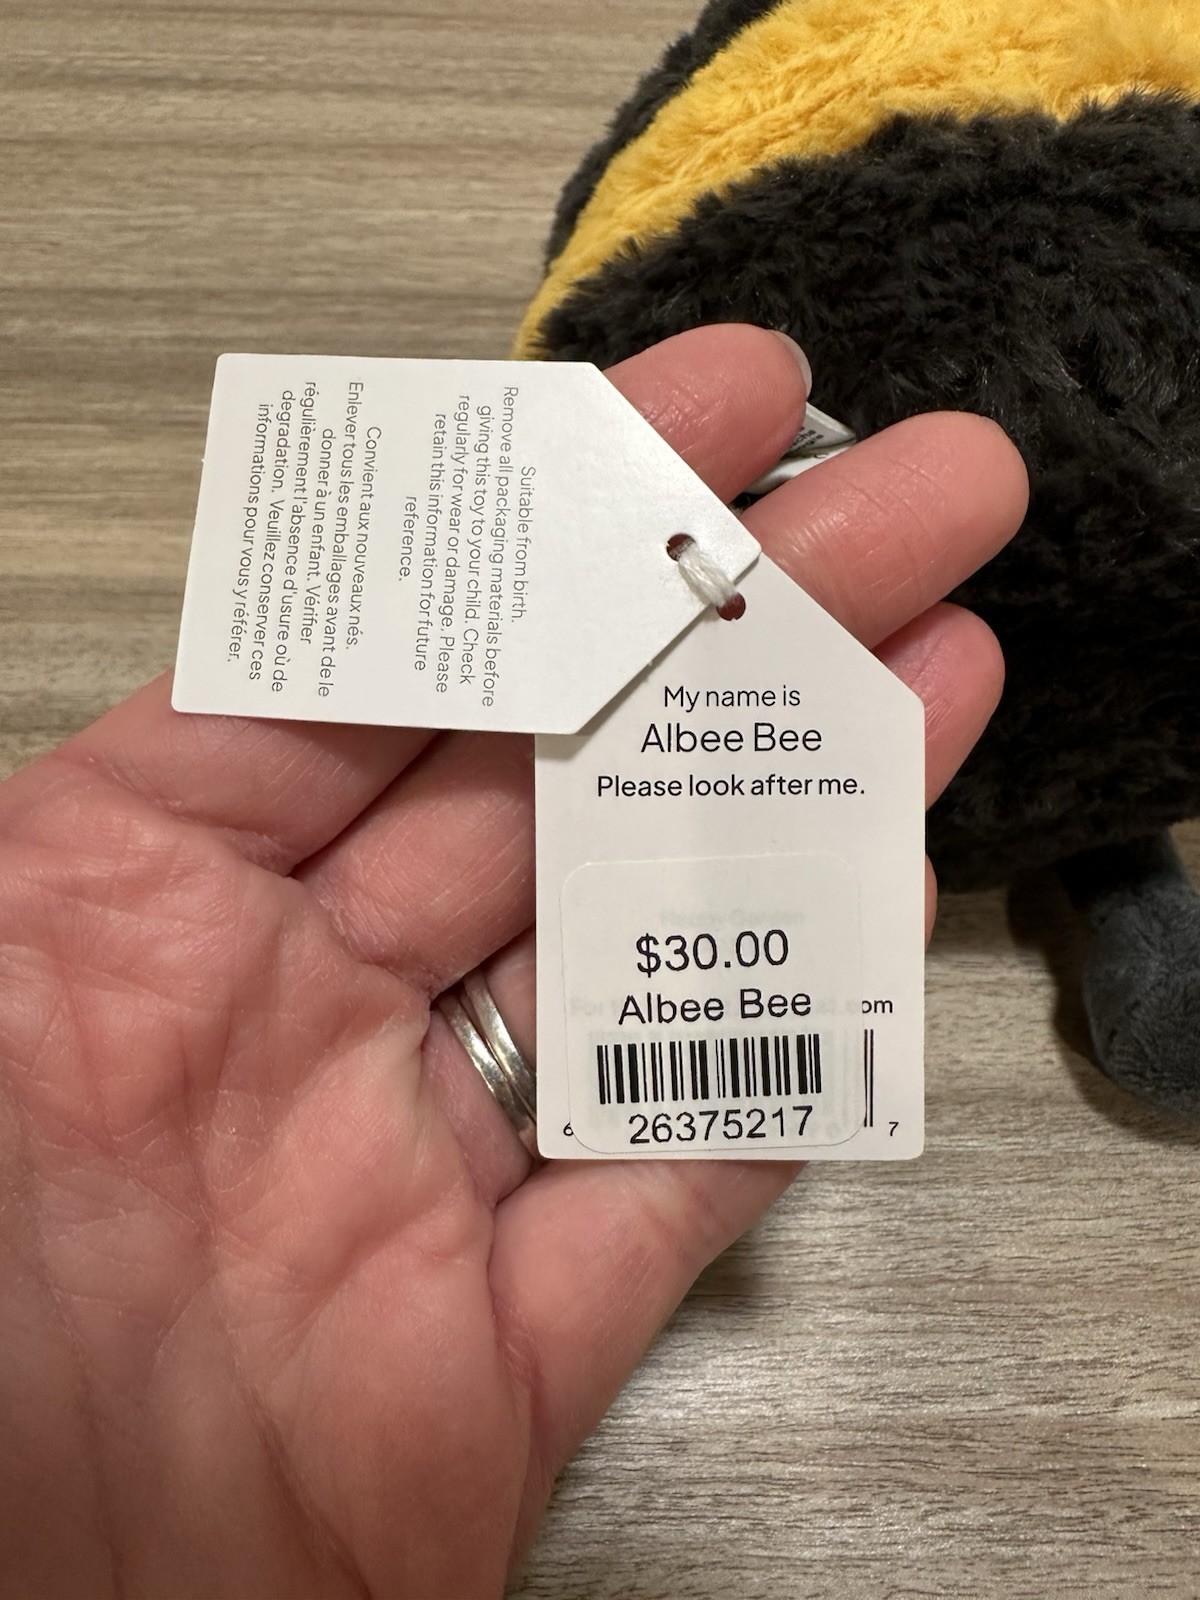 Suitable from birth.
Remove all packaging materials before
giving this toy to your child. Check
regularly for wear or damage. Please
retain this information for future
reference.
Convient aux nouveaux nés.
Enlever tous les emballages avant de le
donner à un enfant. Vérifier
régulièrement l'absence d'usure où de
degradation. Veuillez conserver ces
informations pour vous y référer.
My name is
Albee Bee
Please look after me.
$30.00
Albee Bee
om
26375217
6
7